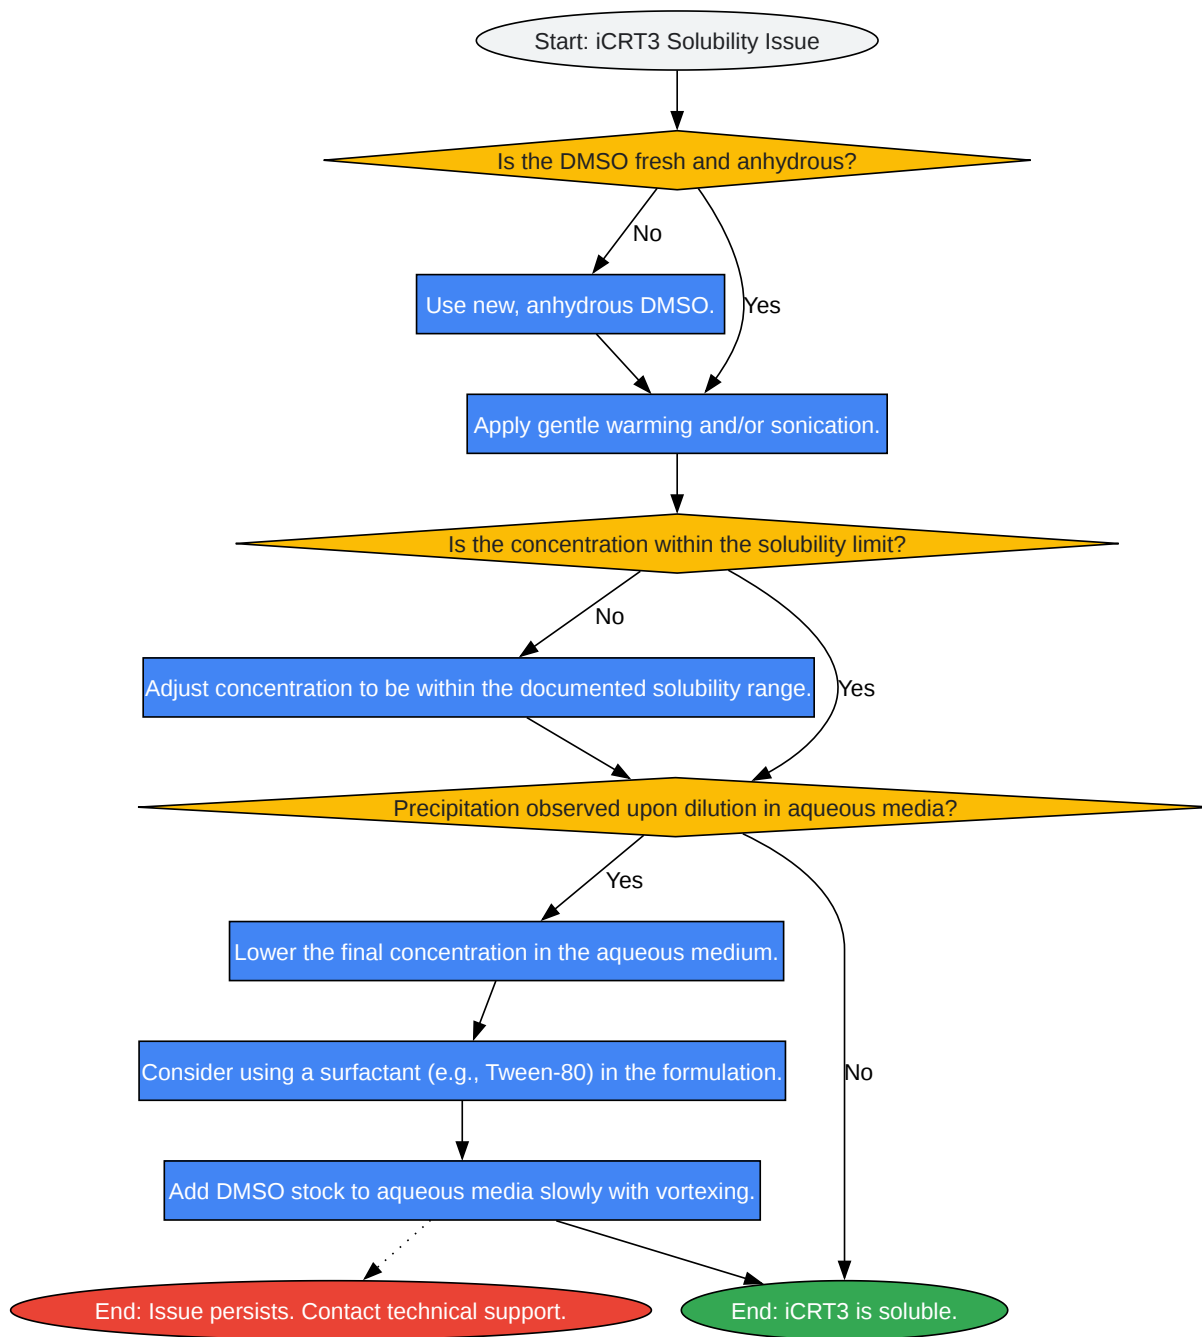 Start: iCRT3 Solubility Issue
Is the DMSO fresh and anhydrous?
No
Use new, anhydrous DMSO.
Yes
Apply gentle warming and/or sonication.
Is the concentration within the solubility limit?
No
Adjust concentration to be within the documented solubility range.
Yes
Precipitation observed upon dilution in aqueous media?
Yes
Lower the final concentration in the aqueous medium.
Consider using a surfactant (e.g., Tween-80) in the formulation.
No
Add DMSO stock to aqueous media slowly with vortexing.
End: Issue persists. Contact technical support.
End: iCRT3 is soluble.